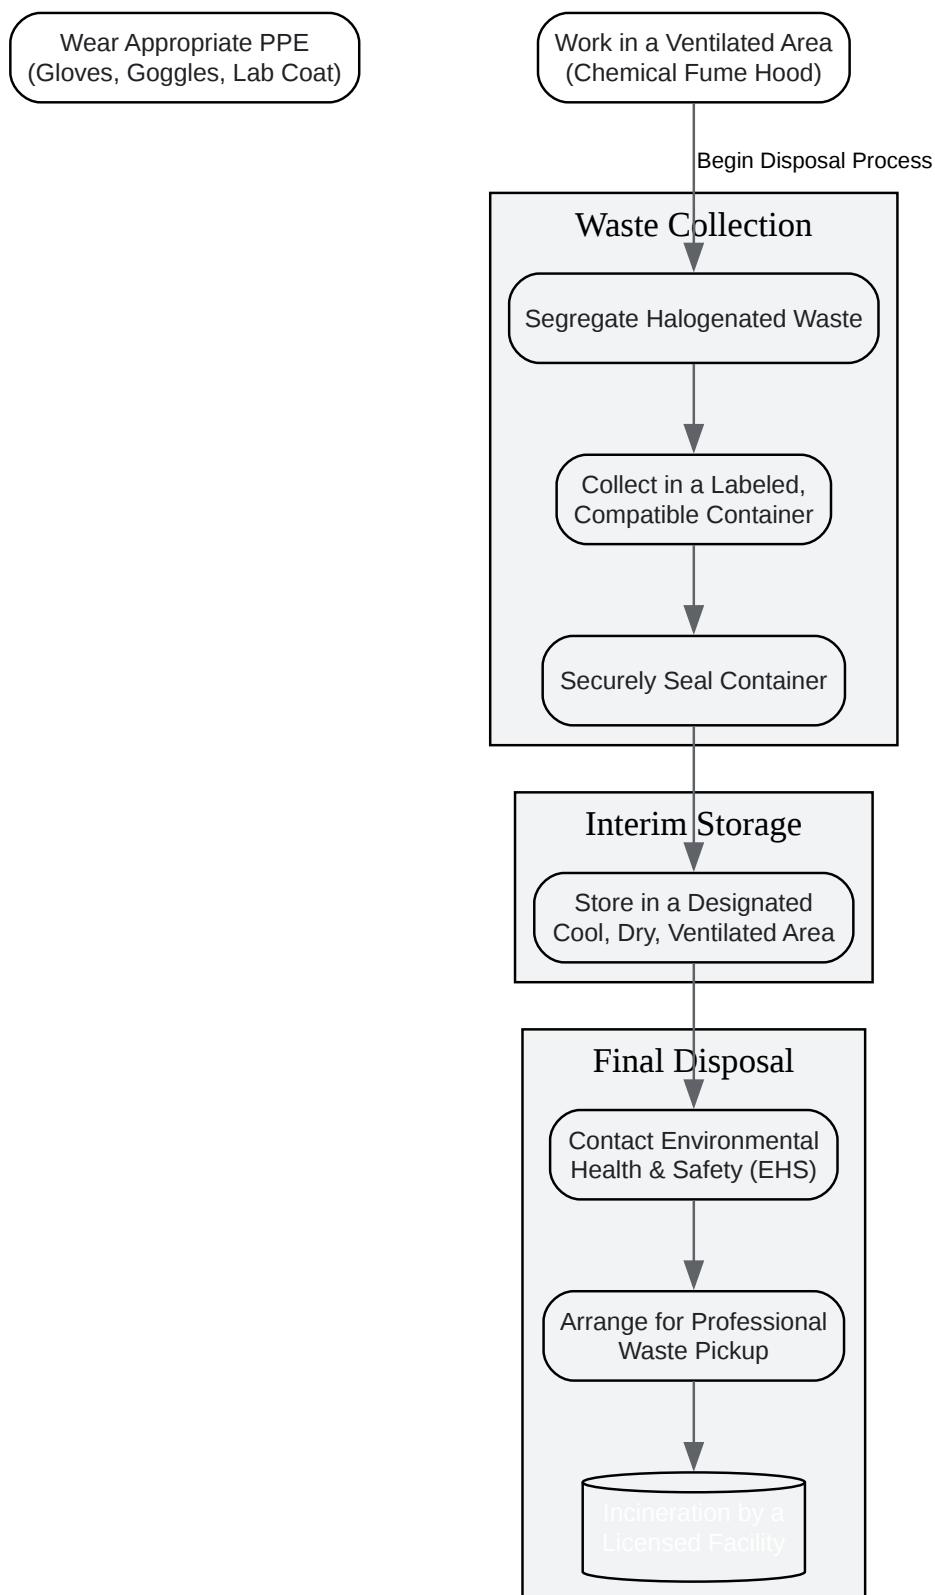 Wear Appropriate PPE
(Gloves, Goggles, Lab Coat)
Work in a Ventilated Area
(Chemical Fume Hood)
Begin Disposal Process
Waste Collection
Segregate Halogenated Waste
Collect in a Labeled,
Compatible Container
Securely Seal Container
Interim Storage
Store in a Designated
Cool, Dry, Ventilated Area
Final Disposal
Contact Environmental
Health & Safety (EHS)
Arrange for Professional
Waste Pickup
Incineration by a
Licensed Facility